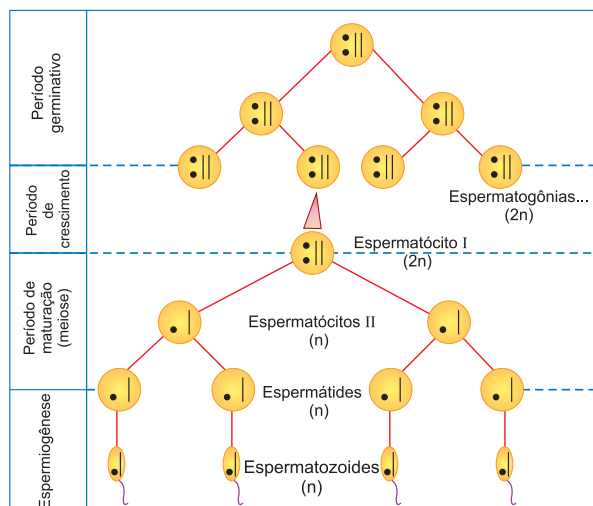 Período
germinativo
Espermatogônias...
(2n)
Período
de
crescimento
Espermatócito I
(2n)
Período de
maturação
(meiose)
Espermatócitos II
(n)
Espermátides
(n)
Espermiogênese
Espermatozoides
(n)